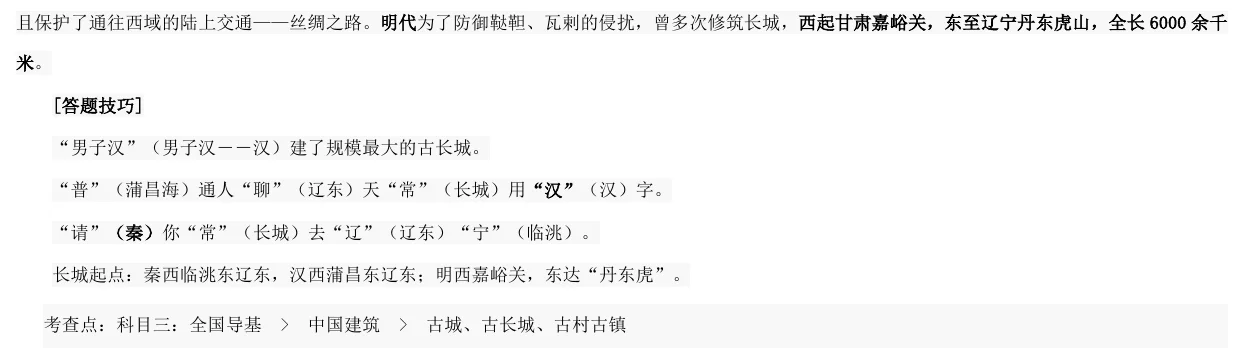 且保护了通往西域的陆上交通——丝绸之路。明代为了防御鞑靼、瓦剌的侵扰，曾多次修筑长城，西起甘肃嘉峪关，东至辽宁丹东虎山，全长 6000 余千
米。
[答题技巧]
“男子汉”（男子汉－－汉）建了规模最大的古长城。
“普”（蒲昌海）通人“聊”（辽东）天“常”（长城）用“汉”（汉）字。
“请”（秦）你“常”（长城）去“辽”（辽东）“宁”（临洮）。
长城起点：秦西临洮东辽东，汉西蒲昌东辽东；明西嘉峪关，东达“丹东虎”。
考查点：科目三：全国导基 > 中国建筑 > 古城、古长城、古村古镇